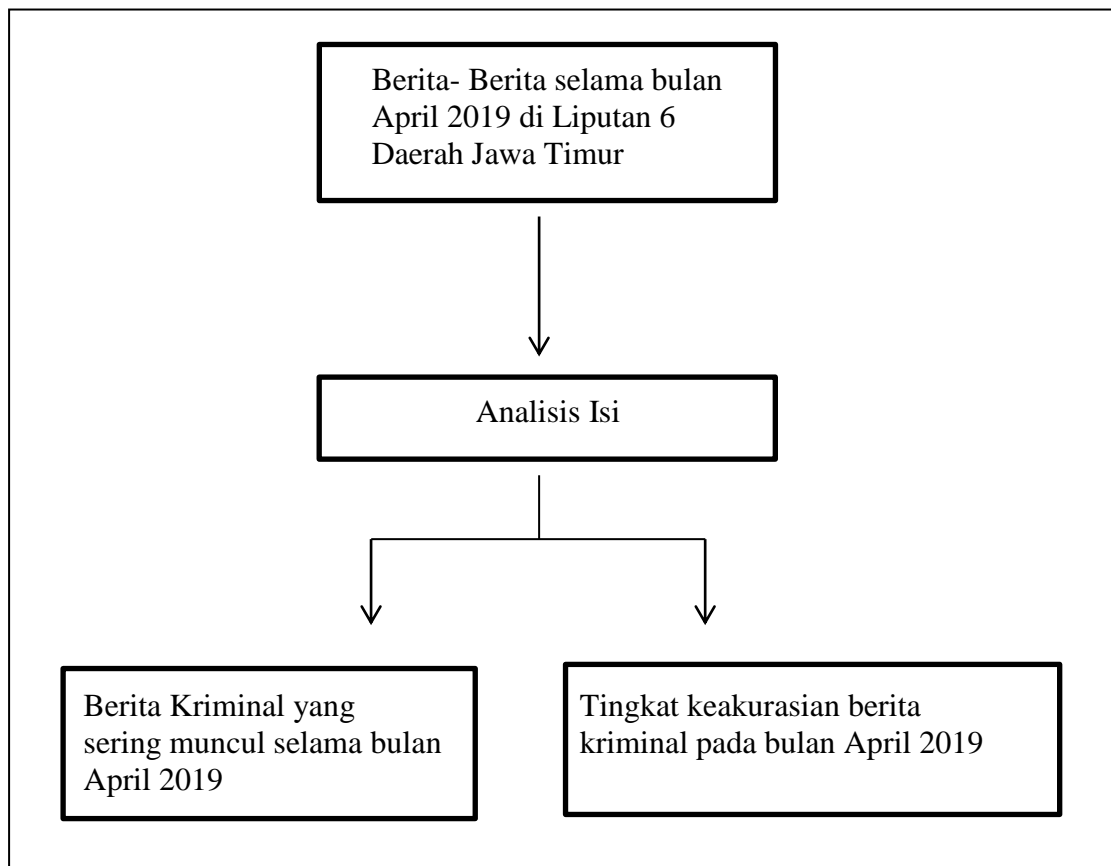 Berita- Berita selama bulan
April 2019 di Liputan 6
Daerah Jawa Timur
Analisis Isi
Berita Kriminal yang
sering muncul selama bulan
April 2019
Tingkat keakurasian berita
kriminal pada bulan April 2019